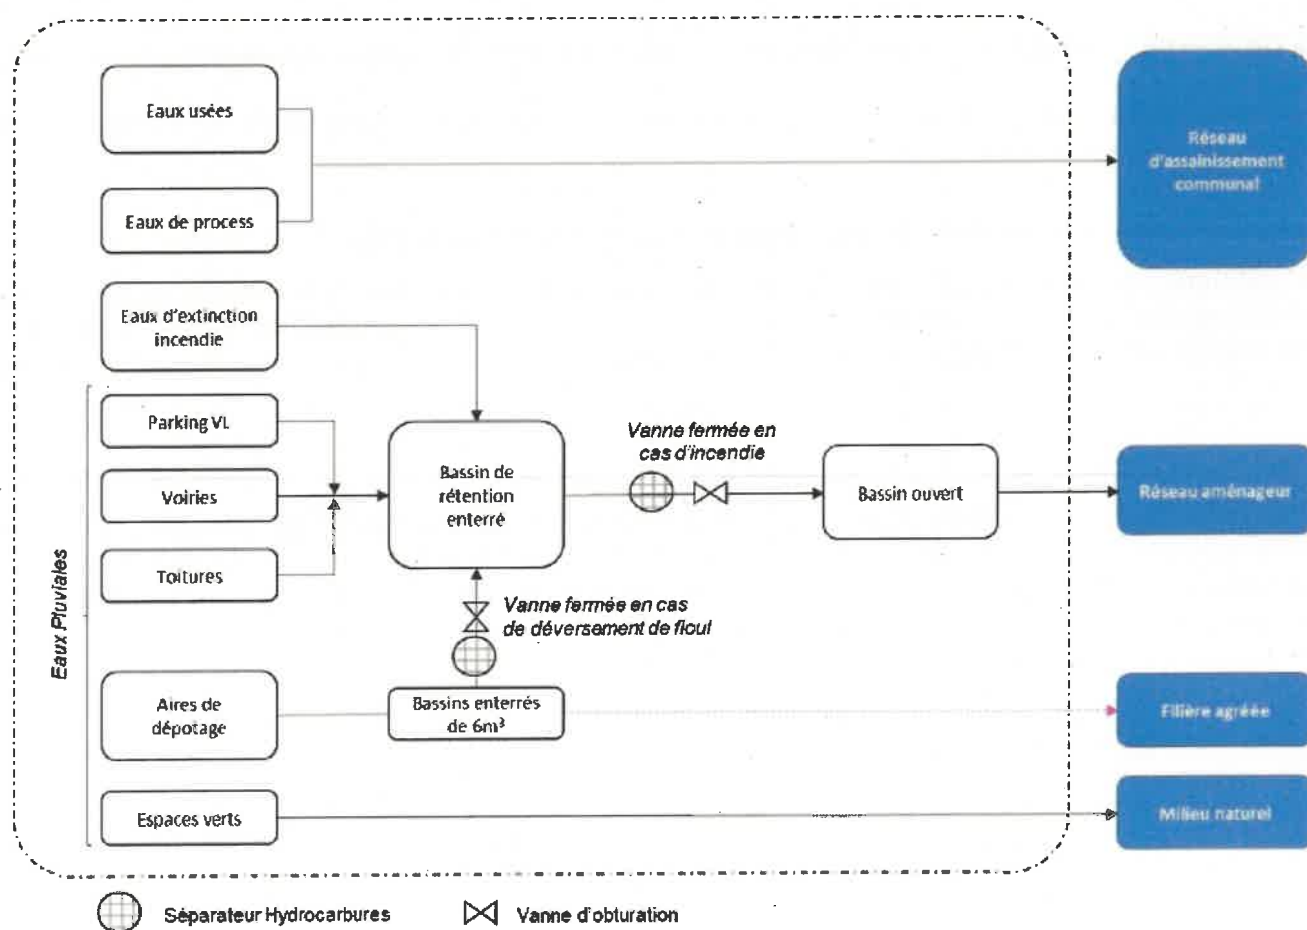 Eaux usées
Réseau
d'assainissement
communal
Eaux de process
Eaux d'extinction
incendie
Parking VL
Vanne fermée en
cas d'incendie
Bassin de
rétention
enterré
Voiries
Bassin ouvert
Réseau aménageur
Toitures
Eaux Pluviales
Vanne fermée en cas
de déversement de fioul
Aires de
dépotage
Bassins enterrés
de 6m³
Filière agréée
Espaces verts
Milieu naturel
Séparateur Hydrocarbures
Vanne d'obturation